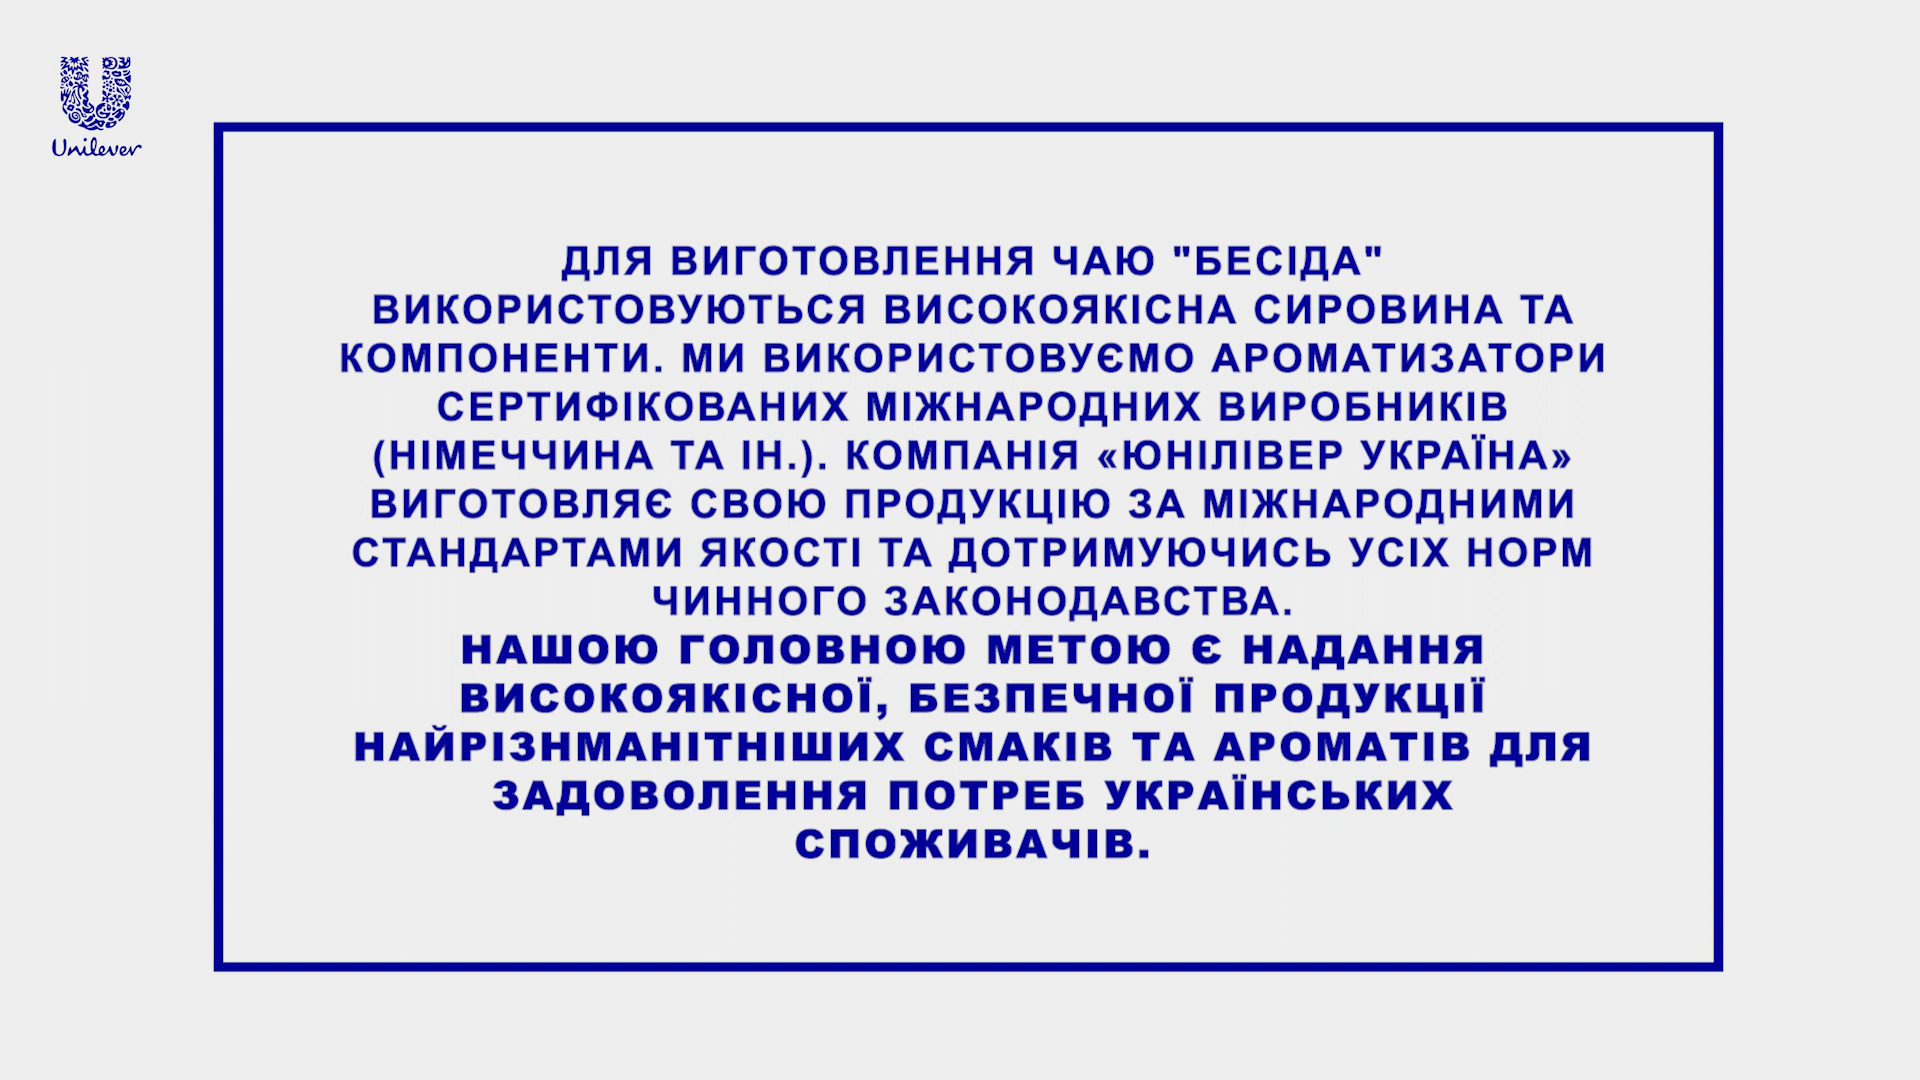 Unilever
ДЛЯ ВИГОТОВЛЕННЯ ЧАЮ "БЕСІДА"
ВИКОРИСТОВУЮТЬСЯ ВИСОКОЯКІСНА СИРОВИНА ТА
КОМПОНЕНТИ. МИ ВИКОРИСТОВУЄМО АРОМАТИЗАТОРИ
СЕРТИФІКОВАНИХ МІЖНАРОДНИХ ВИРОБНИКІВ
(НІМЕЧЧИНА ТА ІН.). КОМПАНІЯ «ЮНІЛІВЕР УКРАЇНА»
ВИГОТОВЛЯЄ СВОЮ ПРОДУКЦІЮ ЗА МІЖНАРОДНИМИ
СТАНДАРТАМИ ЯКОСТІ ТА ДОТРИМУЮЧИСЬ УСІХ НОРМ
ЧИННОГО ЗАКОНОДАВСТВА.
НАШОЮ ГОЛОВНОЮ МЕТОЮ Є НАДАННЯ
ВИСОКОЯКІСНОЇ, БЕЗПЕЧНОЇ ПРОДУКЦІЇ
НАЙРІЗНМАНІТНІШИХ СМАКІВ ТА АРОМАТІВ ДЛЯ
ЗАДОВОЛЕННЯ ПОТРЕБ УКРАЇНСЬКИХ
СПОЖИВАЧІВ.